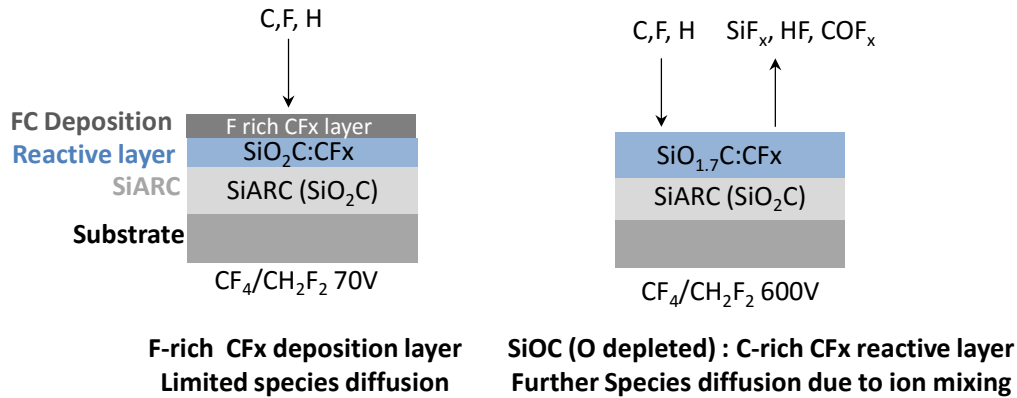 C,F, H
C,F, H
SiFₓ, HF, COFₓ
FC Deposition
F rich CFx layer
Reactive layer
SiO₂C:CFx
SiO₁.₇C:CFx
SiARC
SiARC (SiO₂C)
SiARC (SiO₂C)
Substrate
CF₄/CH₂F₂ 70V
CF₄/CH₂F₂ 600V
F-rich CFx deposition layer
Limited species diffusion
SiOC (O depleted) : C-rich CFx reactive layer
Further Species diffusion due to ion mixing